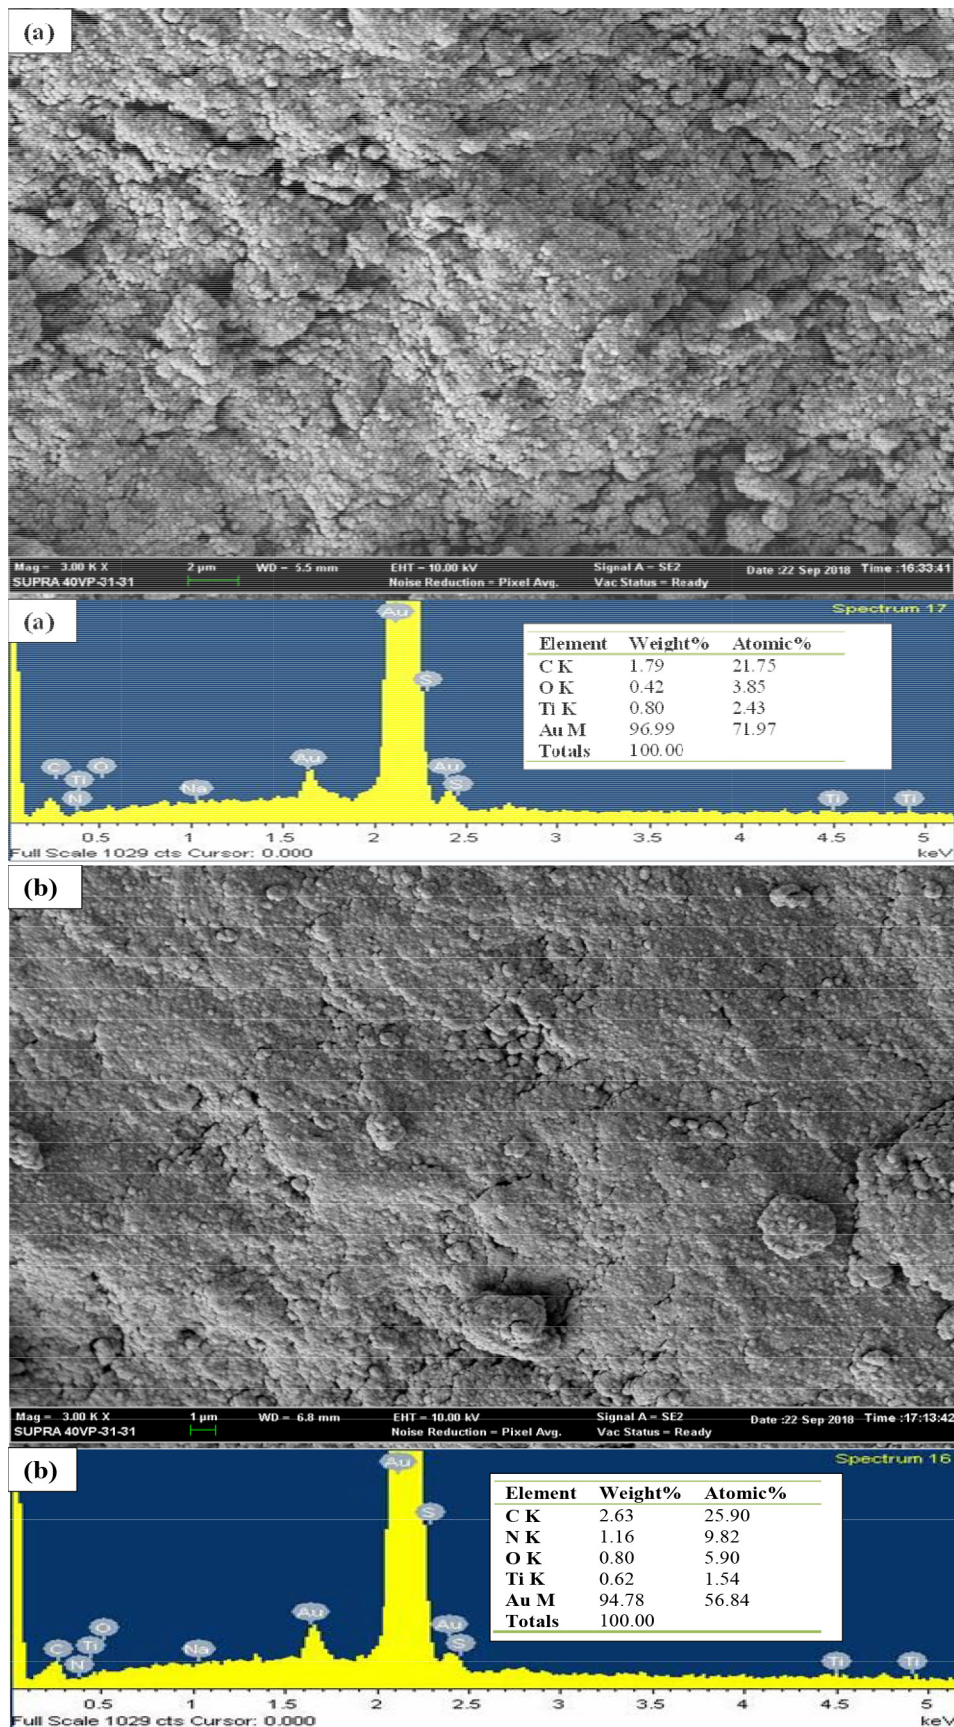 (a)
Mag = 3.00 K X 2 µm WD = 5.5 mm EHT = 10.00 kV Signal A = SE2 Date :22 Sep 2018 Time :16:33:41
SUPRA 40VP-31-31 Noise Reduction = Pixel Avg. Vac Status = Ready
(a)
Spectrum 17
Au
S
Au
Au
S
C
Ti
O
N
Na
Ti
Ti
Element Weight% Atomic%
C K 1.79 21.75
O K 0.42 3.85
Ti K 0.80 2.43
Au M 96.99 71.97
Totals 100.00
0.5 1 1.5 2 2.5 3 3.5 4 4.5 5
Full Scale 1029 cts Cursor: 0.000 keV
(b)
Mag = 3.00 K X 1 µm WD = 6.8 mm EHT = 10.00 kV Signal A = SE2 Date :22 Sep 2018 Time :17:13:42
SUPRA 40VP-31-31 Noise Reduction = Pixel Avg. Vac Status = Ready
(b)
Spectrum 16
Au
S
Au
Au
S
O
C
Ti
N
Na
Ti
Ti
Element Weight% Atomic%
C K 2.63 25.90
N K 1.16 9.82
O K 0.80 5.90
Ti K 0.62 1.54
Au M 94.78 56.84
Totals 100.00
0.5 1 1.5 2 2.5 3 3.5 4 4.5 5
Full Scale 1029 cts Cursor: 0.000 keV